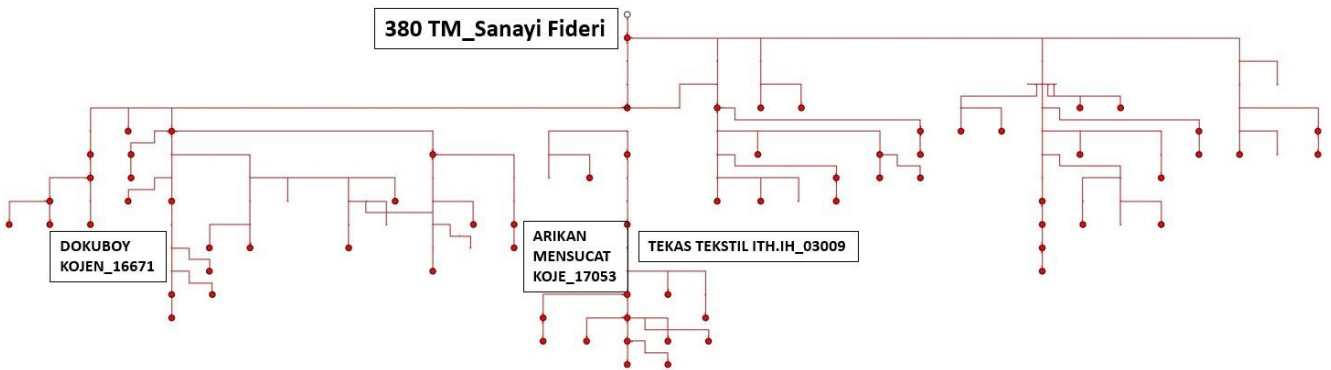 380 TM_Sanayi Fideri
DOKUBOY
KOJEN_16671
ARIKAN
MENSUCAT
KOJE_17053
TEKAS TEKSTIL ITH.IH_03009